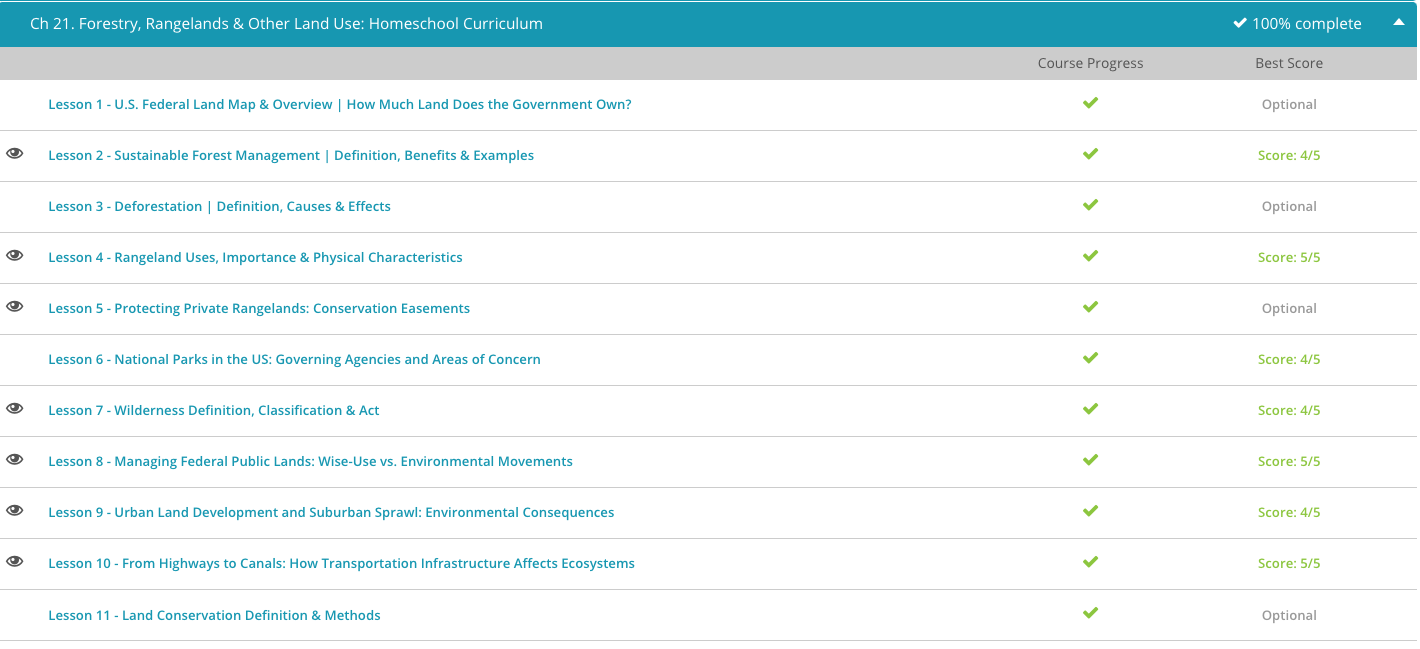 Ch 21. Forestry, Rangelands & Other Land Use: Homeschool Curriculum 100% complete
Course Progress Best Score
Lesson 1 - U.S. Federal Land Map & Overview | How Much Land Does the Government Own? Optional
Lesson 2 - Sustainable Forest Management | Definition, Benefits & Examples Score: 4/5
Lesson 3 - Deforestation | Definition, Causes & Effects Optional
Lesson 4 - Rangeland Uses, Importance & Physical Characteristics Score: 5/5
Lesson 5 - Protecting Private Rangelands: Conservation Easements Optional
Lesson 6 - National Parks in the US: Governing Agencies and Areas of Concern Score: 4/5
Lesson 7 - Wilderness Definition, Classification & Act Score: 4/5
Lesson 8 - Managing Federal Public Lands: Wise-Use vs. Environmental Movements Score: 5/5
Lesson 9 - Urban Land Development and Suburban Sprawl: Environmental Consequences Score: 4/5
Lesson 10 - From Highways to Canals: How Transportation Infrastructure Affects Ecosystems Score: 5/5
Lesson 11 - Land Conservation Definition & Methods Optional